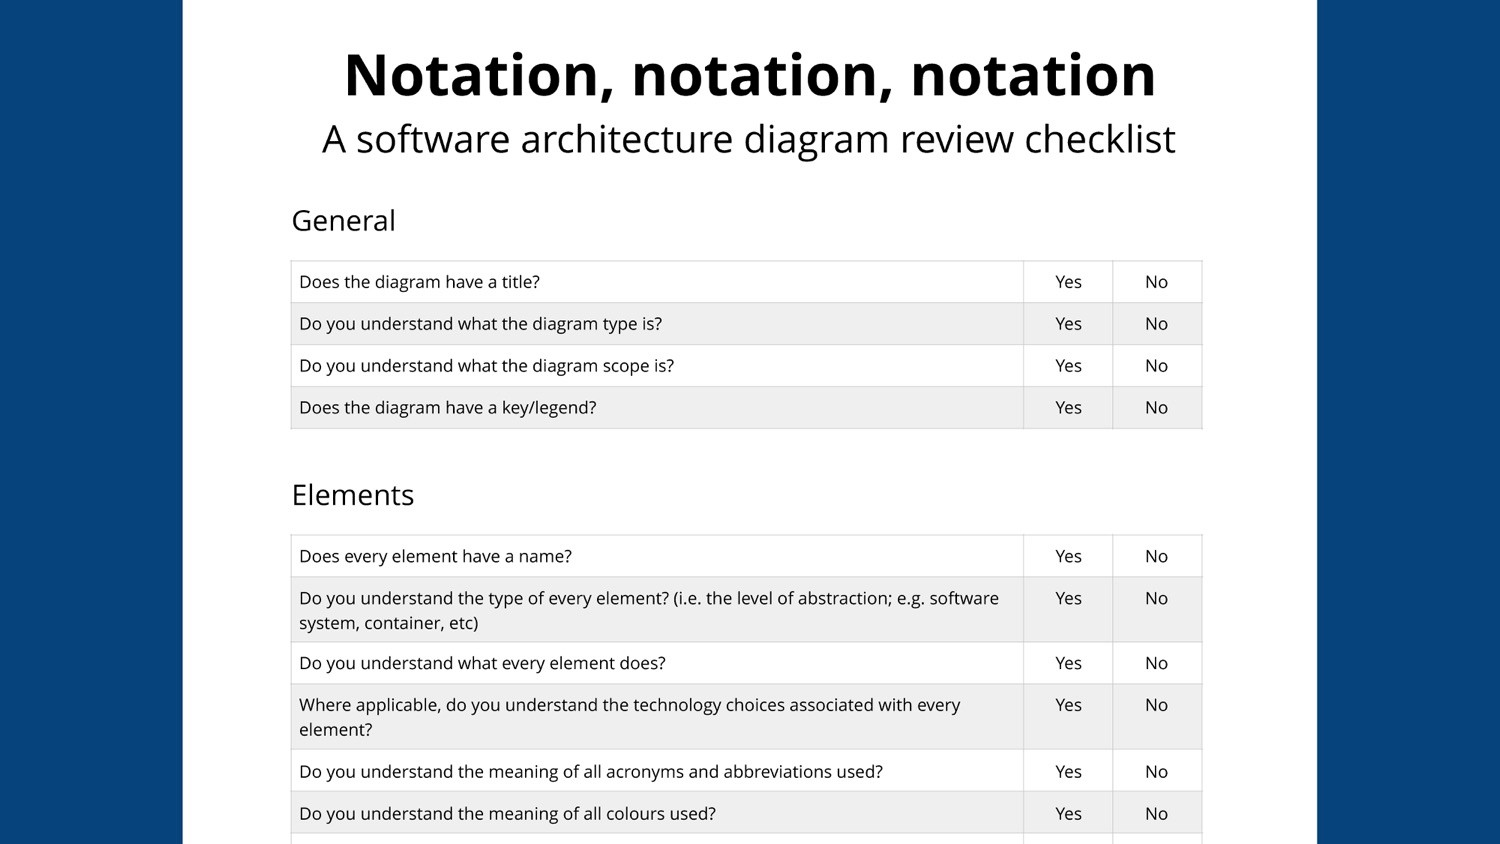 Notation, notation, notation
A software architecture diagram review checklist
General
Does the diagram have a title? Yes No
Do you understand what the diagram type is? Yes No
Do you understand what the diagram scope is? Yes No
Does the diagram have a key/legend? Yes No
Elements
Does every element have a name? Yes No
Do you understand the type of every element? (i.e. the level of abstraction; e.g. software Yes No
system, container, etc)
Do you understand what every element does? Yes No
Where applicable, do you understand the technology choices associated with every Yes No
element?
Do you understand the meaning of all acronyms and abbreviations used? Yes No
Do you understand the meaning of all colours used? Yes No